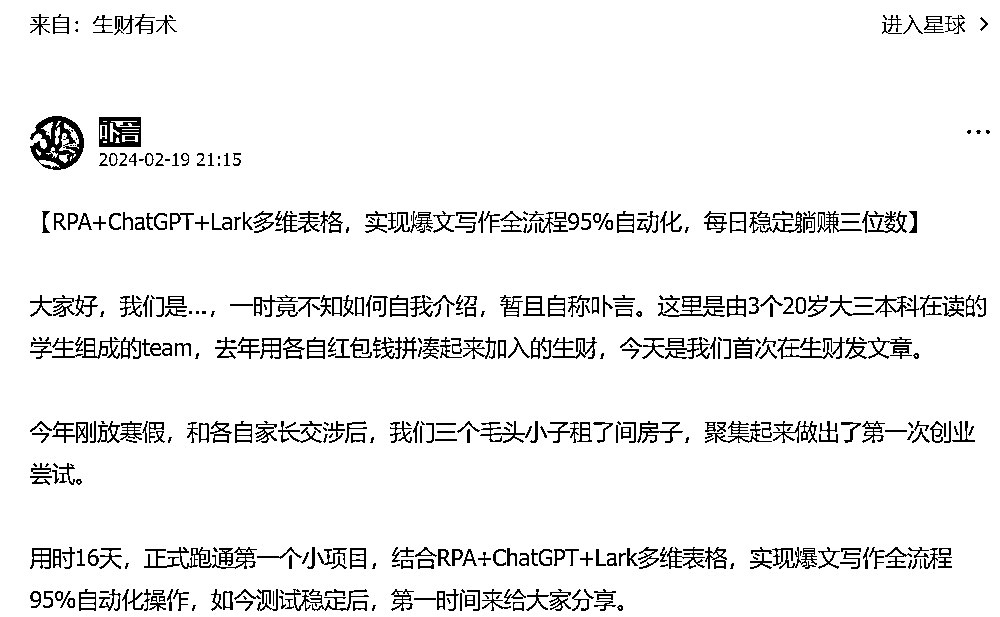 来自：生财有术
进入星球 >
卟言
2024-02-19 21:15
【RPA+ChatGPT+Lark多维表格，实现爆文写作全流程95%自动化，每日稳定躺赚三位数】
大家好，我们是...，一时竟不知如何自我介绍，暂且自称卟言。这里是由3个20岁大三本科在读的
学生组成的team，去年用各自红包钱拼凑起来加入的生财，今天是我们首次在生财发文章。
今年刚放寒假，和各自家长交涉后，我们三个毛头小子租了间房子，聚集起来做出了第一次创业
尝试。
用时16天，正式跑通第一个小项目，结合RPA+ChatGPT+Lark多维表格，实现爆文写作全流程
95%自动化操作，如今测试稳定后，第一时间来给大家分享。